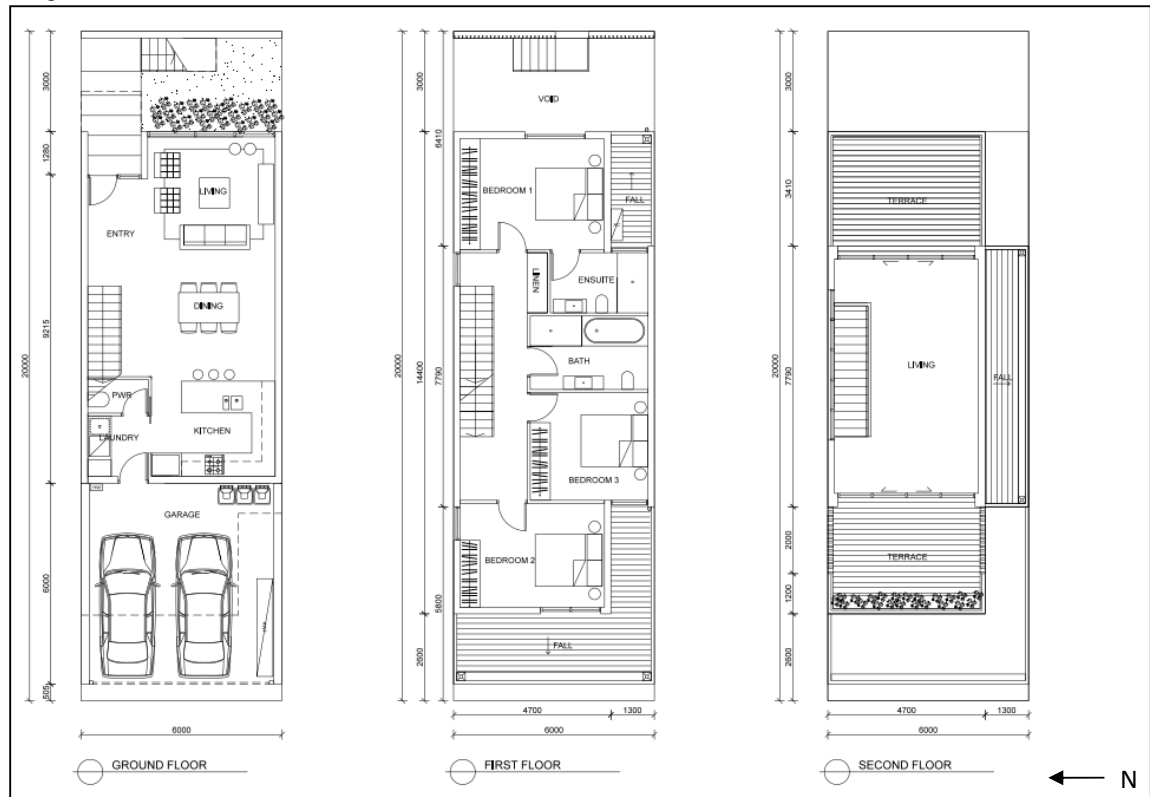 3000
1280
9215
20000
6000
505
LIVING
ENTRY
DINING
PWR
LAUNDRY
KITCHEN
GARAGE
6000
GROUND FLOOR
3000
6410
20000
14400
7790
5800
2600
VOID
BEDROOM 1
FALL
LINEN
ENSUITE
BATH
BEDROOM 3
BEDROOM 2
FALL
4700
1300
6000
FIRST FLOOR
3000
3410
20000
7790
2000
1200
2600
TERRACE
LIVING
FALL
TERRACE
4700
1300
6000
SECOND FLOOR
N